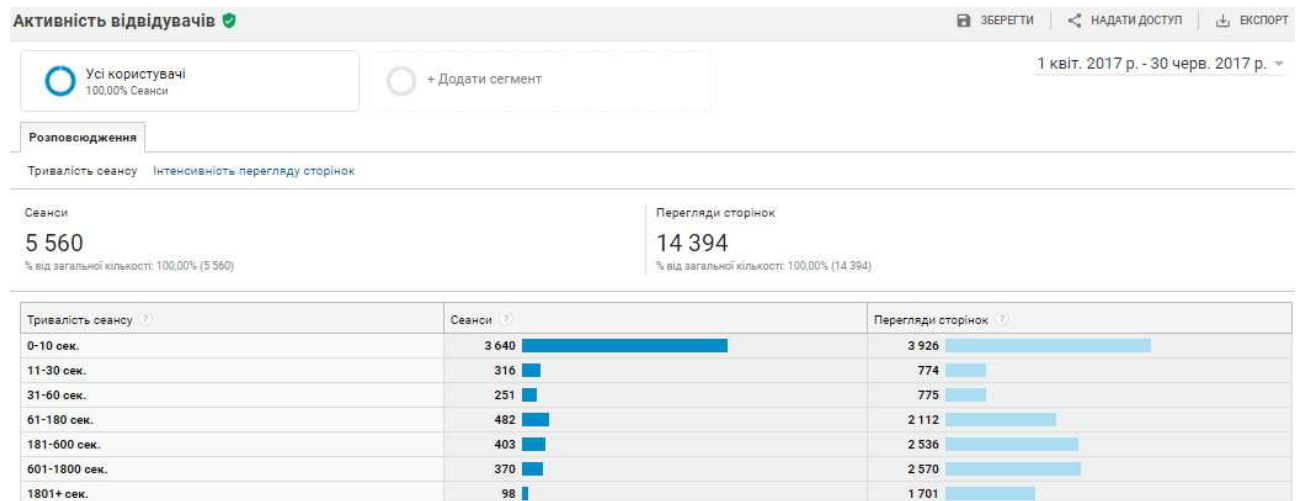 Активність відвідувачів
ЗБЕРЕГТИ
НАДАТИ ДОСТУП
ЕКСПОРТ
Усі користувачі
100,00% Сеанси
+ Додати сегмент
1 квіт. 2017 р. - 30 черв. 2017 р.
Розповсюдження
Тривалість сеансу Інтенсивність перегляду сторінок
Сеанси
5 560
% від загальної кількості: 100,00% (5 560)
Перегляди сторінок
14 394
% від загальної кількості: 100,00% (14 394)
Тривалість сеансу ? Сеанси ? Перегляди сторінок ?
0-10 сек. 3 640 3 926
11-30 сек. 316 774
31-60 сек. 251 775
61-180 сек. 482 2 112
181-600 сек. 403 2 536
601-1800 сек. 370 2 570
1801+ сек. 98 1 701